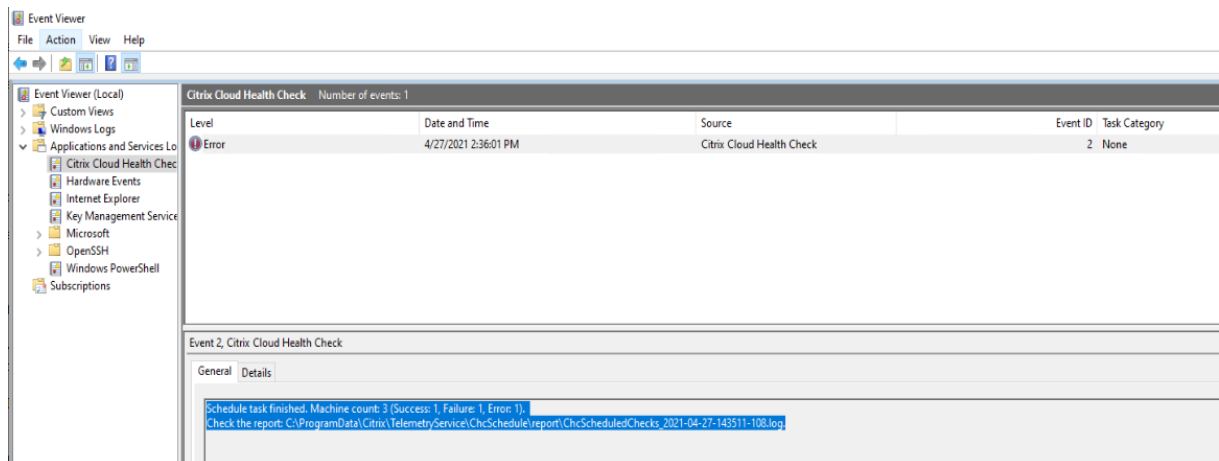 Event Viewer
File Action View Help
Event Viewer (Local)
Custom Views
Windows Logs
Applications and Services Lo
Citrix Cloud Health Chec
Hardware Events
Internet Explorer
Key Management Service
Microsoft
OpenSSH
Windows PowerShell
Subscriptions
Citrix Cloud Health Check Number of events: 1
Level Date and Time Source Event ID Task Category
Error 4/27/2021 2:36:01 PM Citrix Cloud Health Check 2 None
Event 2, Citrix Cloud Health Check
General Details
Schedule task finished. Machine count: 3 (Success: 1, Failure: 1, Error: 1).
Check the report: C:\ProgramData\Citrix\TelemetryService\ChcSchedule\report\ChcScheduledChecks_2021-04-27-143511-108.log.